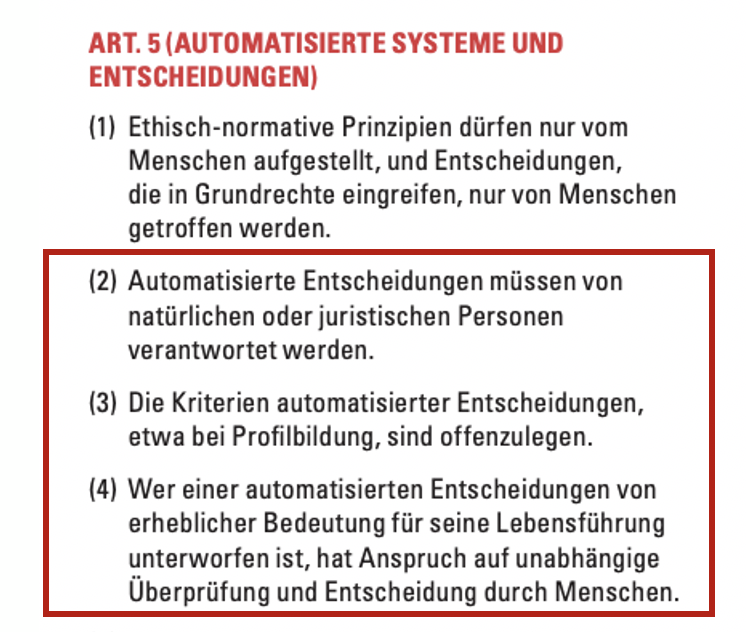 ART. 5 (AUTOMATISIERTE SYSTEME UND
ENTSCHEIDUNGEN)
(1) Ethisch-normative Prinzipien dürfen nur vom
Menschen aufgestellt, und Entscheidungen,
die in Grundrechte eingreifen, nur von Menschen
getroffen werden.
(2) Automatisierte Entscheidungen müssen von
natürlichen oder juristischen Personen
verantwortet werden.
(3) Die Kriterien automatisierter Entscheidungen,
etwa bei Profilbildung, sind offenzulegen.
(4) Wer einer automatisierten Entscheidungen von
erheblicher Bedeutung für seine Lebensführung
unterworfen ist, hat Anspruch auf unabhängige
Überprüfung und Entscheidung durch Menschen.